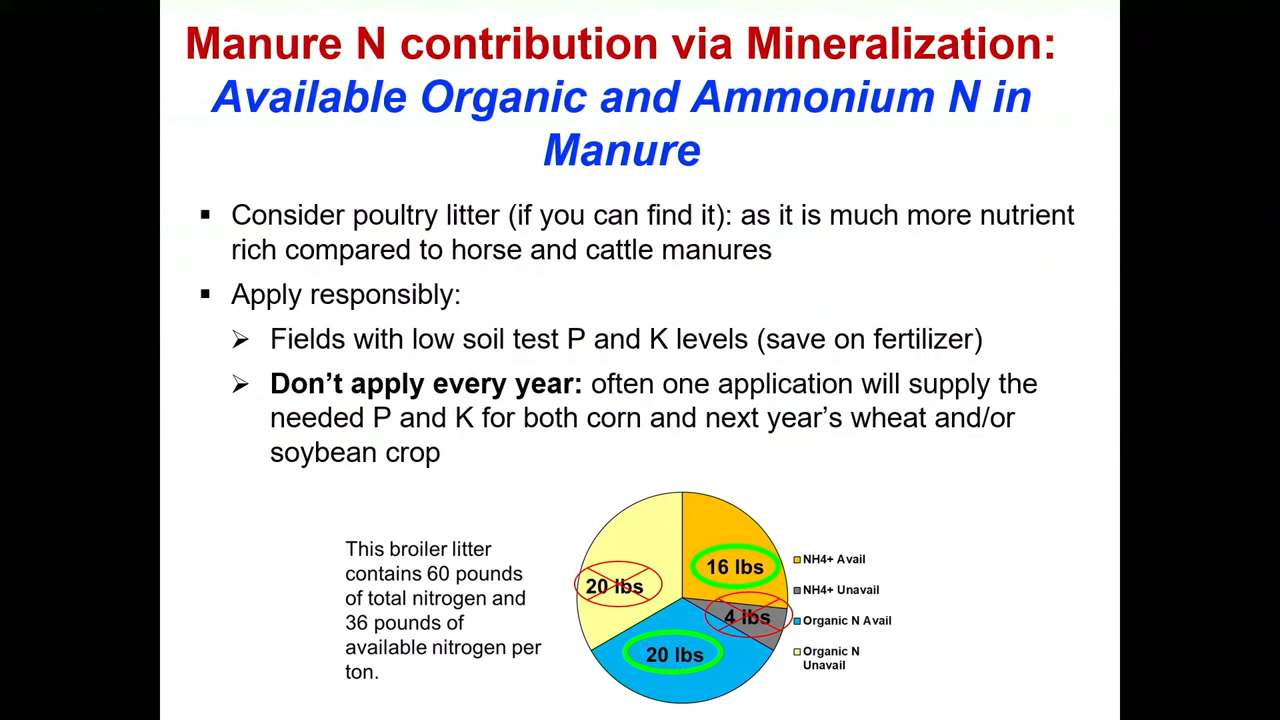 Manure N contribution via Mineralization:
Available Organic and Ammonium N in
Manure
▪ Consider poultry litter (if you can find it): as it is much more nutrient
rich compared to horse and cattle manures
▪ Apply responsibly:
➢ Fields with low soil test P and K levels (save on fertilizer)
➢ Don’t apply every year: often one application will supply the
needed P and K for both corn and next year’s wheat and/or
soybean crop
This broiler litter
contains 60 pounds
of total nitrogen and
36 pounds of
available nitrogen per
ton.
20 lbs
16 lbs
4 lbs
20 lbs
NH4+ Avail
NH4+ Unavail
Organic N Avail
Organic N
Unavail